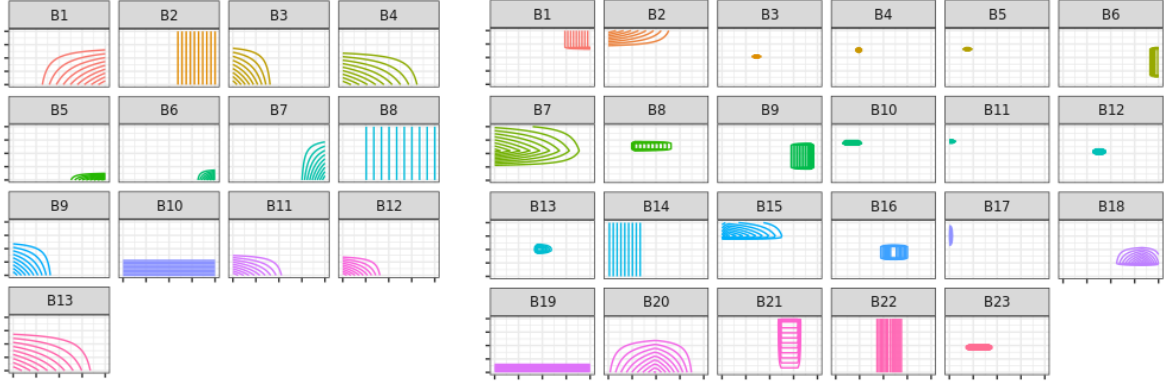 B1 B2 B3 B4
B5 B6 B7 B8
B9 B10 B11 B12
B13
B1 B2 B3 B4 B5 B6
B7 B8 B9 B10 B11 B12
B13 B14 B15 B16 B17 B18
B19 B20 B21 B22 B23